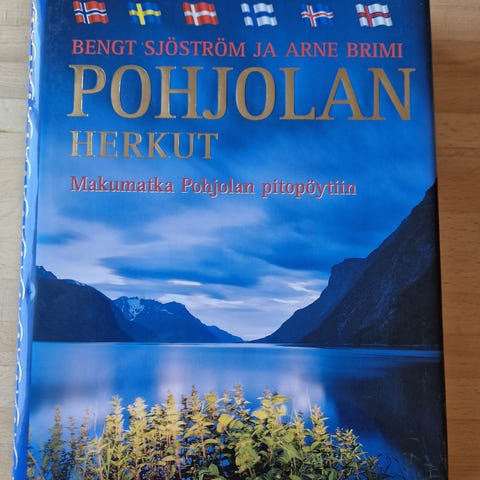 BENGT SJÖSTRÖM JA ARNE BRIMI
POHJOLAN
HERKUT
Makumatka Pohjolan pitopöytiin